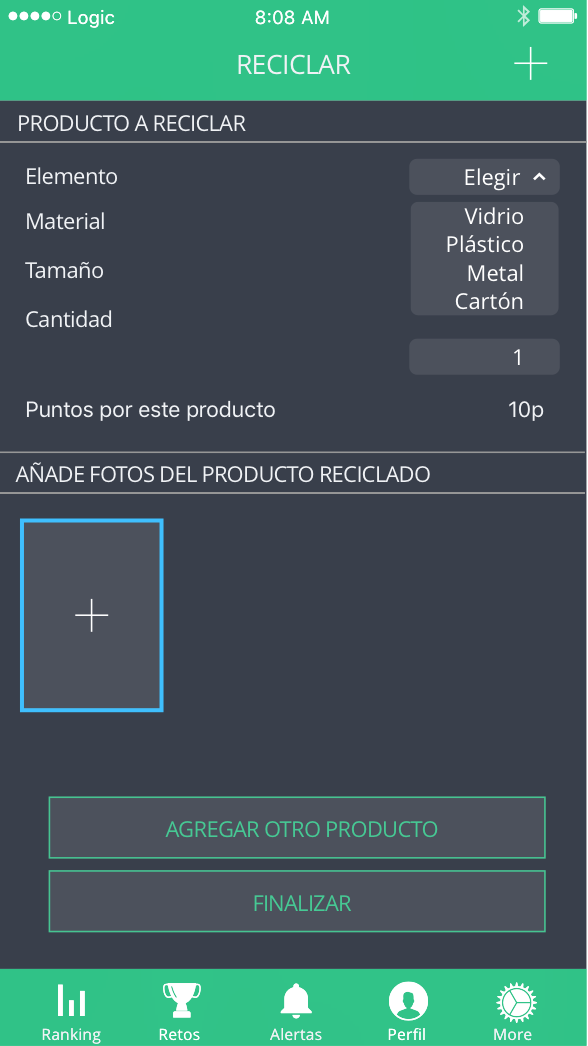 Logic 8:08 AM
RECICLAR
PRODUCTO A RECICLAR
Elemento Elegir
Material Vidrio
Plástico
Tamaño Metal
Cartón
Cantidad
1
Puntos por este producto 10p
AÑADE FOTOS DEL PRODUCTO RECICLADO
AGREGAR OTRO PRODUCTO
FINALIZAR
Ranking Retos Alertas Perfil More